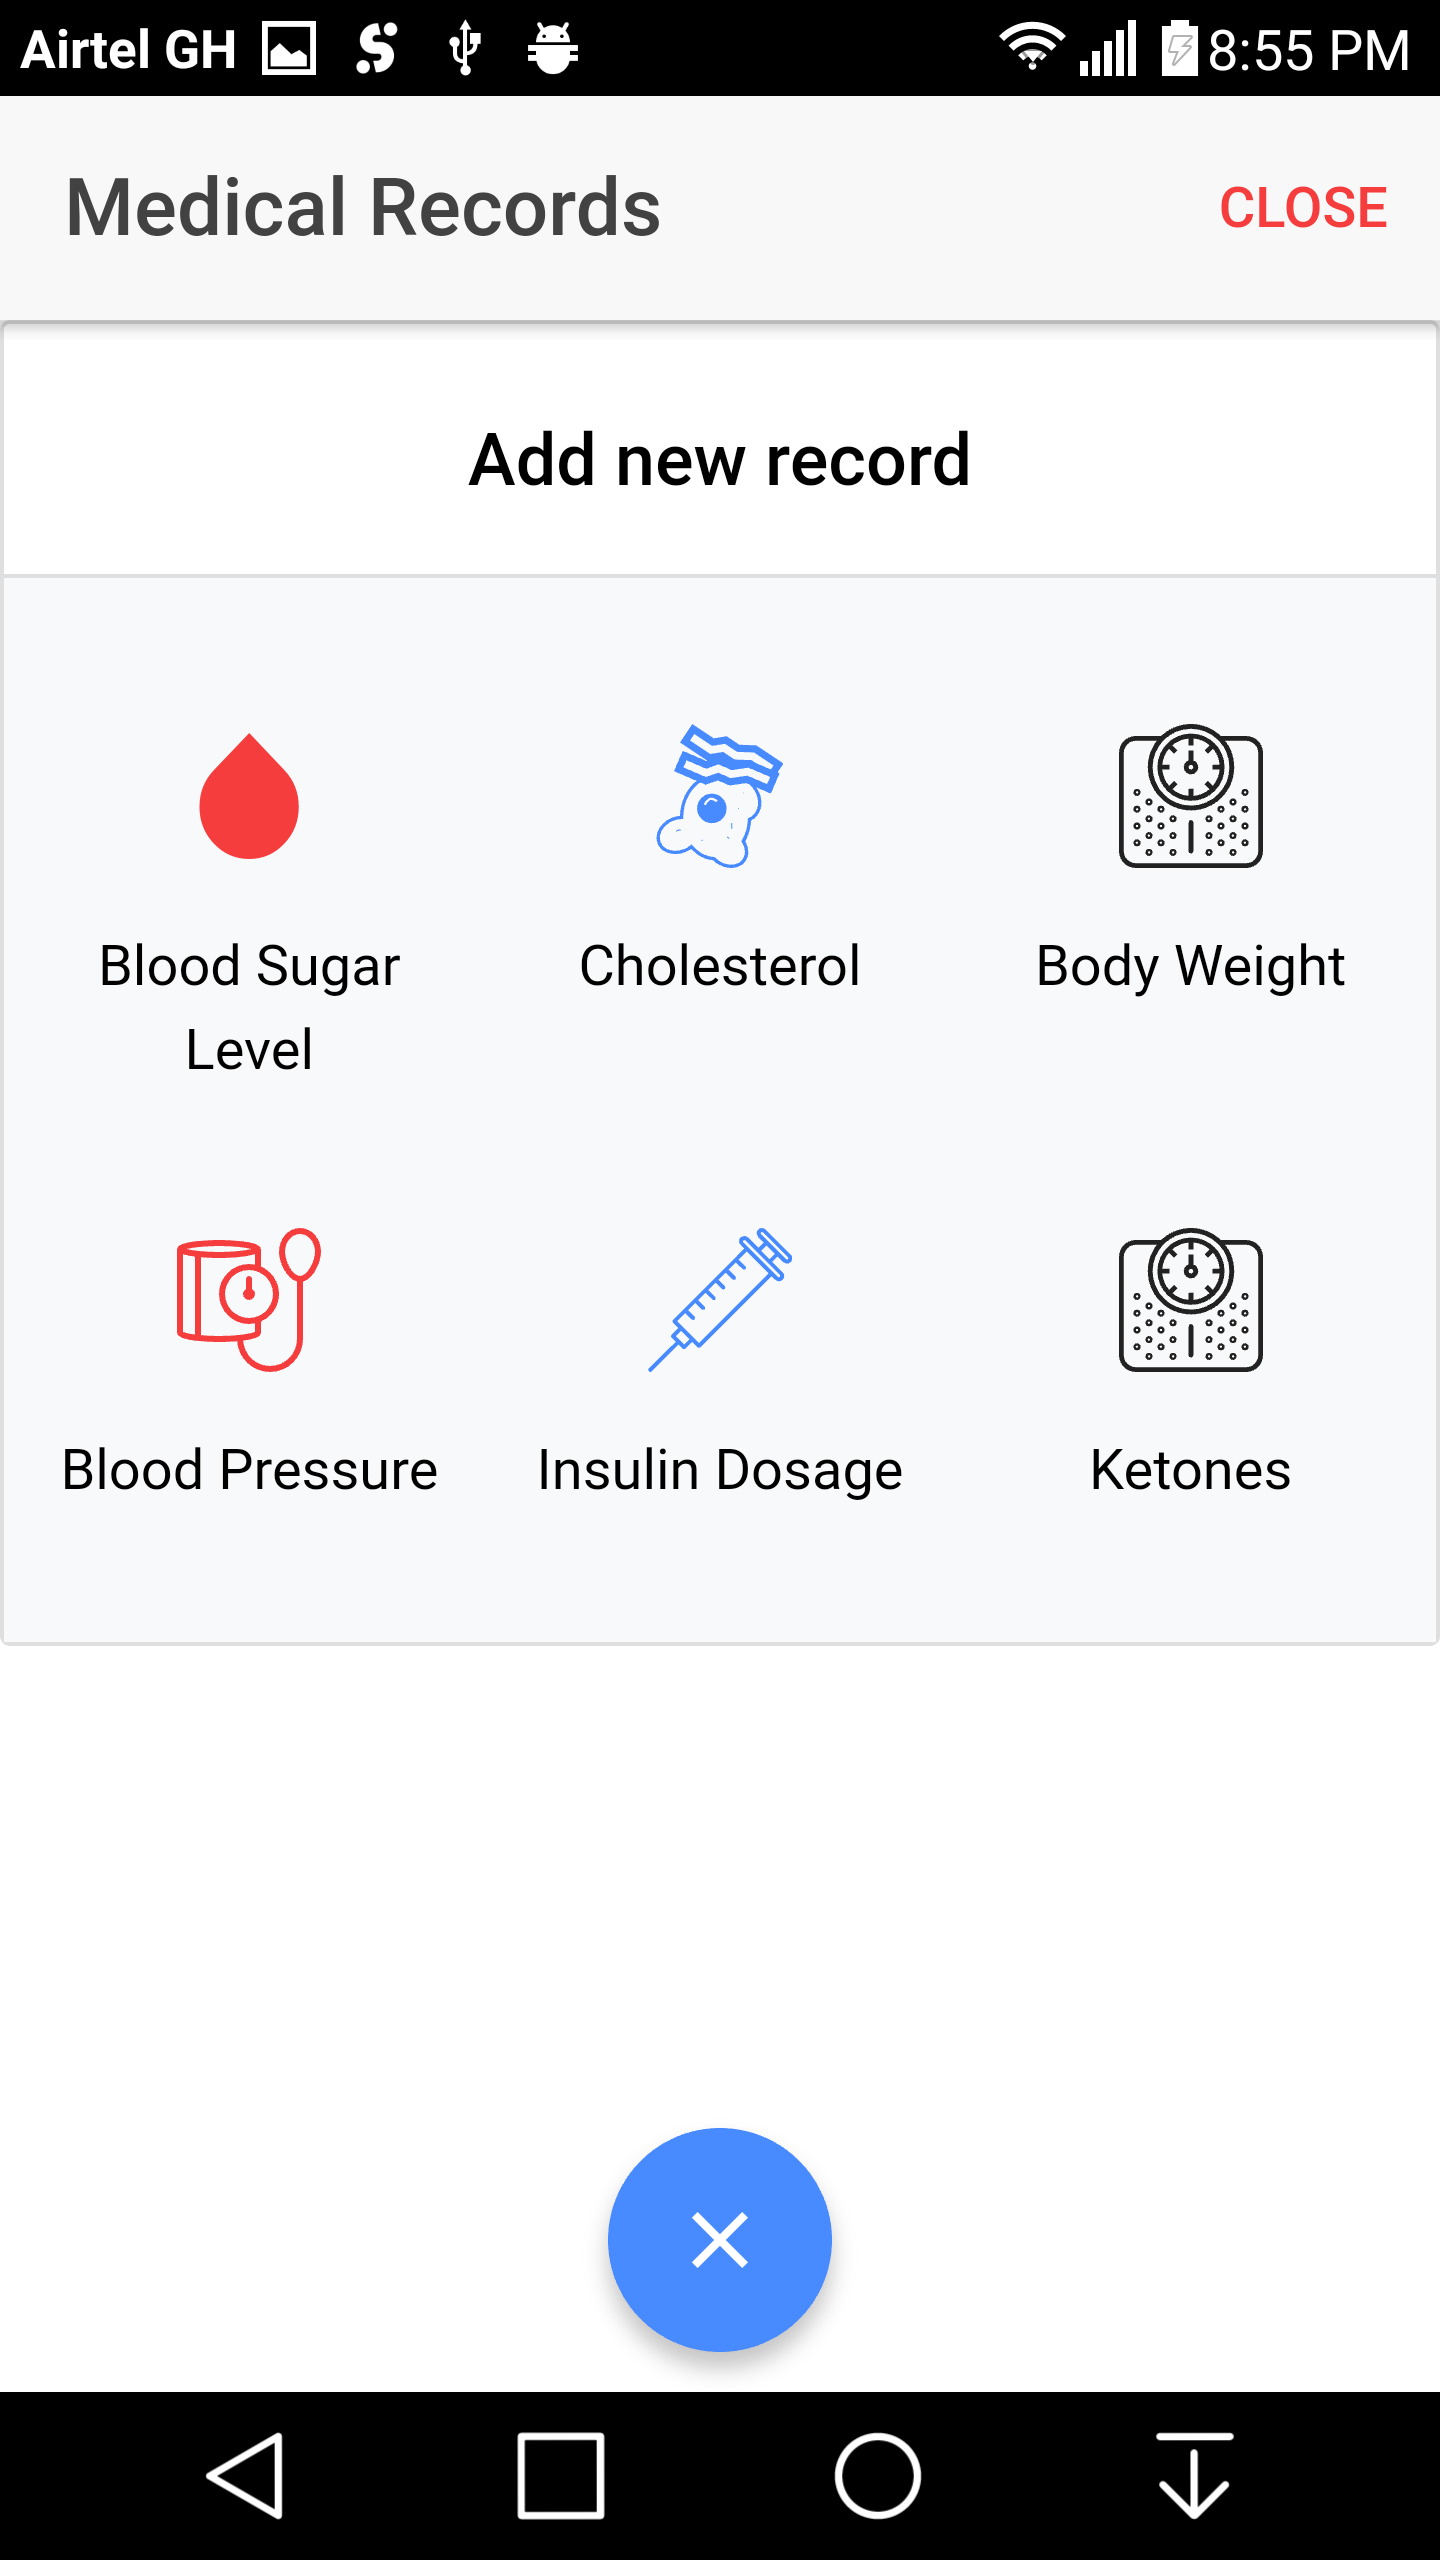 Airtel GH 8:55 PM
Medical Records CLOSE
Add new record
Blood Sugar
Level
Cholesterol
Body Weight
Blood Pressure
Insulin Dosage
Ketones